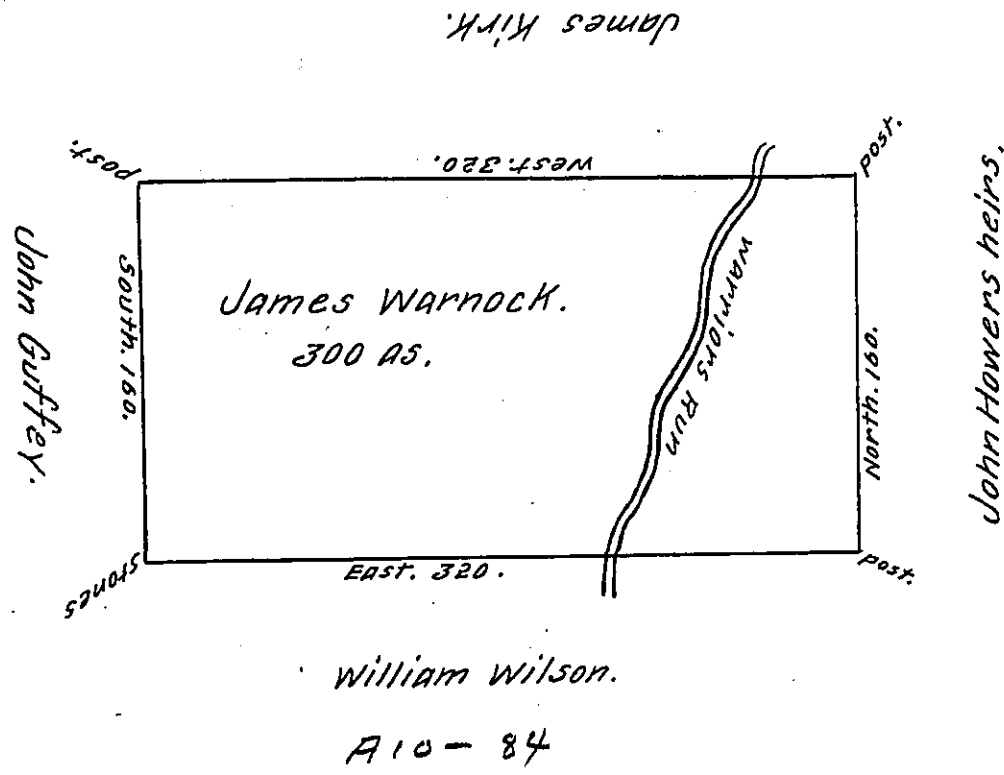 James Kirk.
post.
West. 320.
post.
John Guffey.
South. 160.
James Warnock.
300 as.
Warriors Run
North. 160.
John Howers heirs.
stones
East. 320.
post.
William Wilson.
A10-84